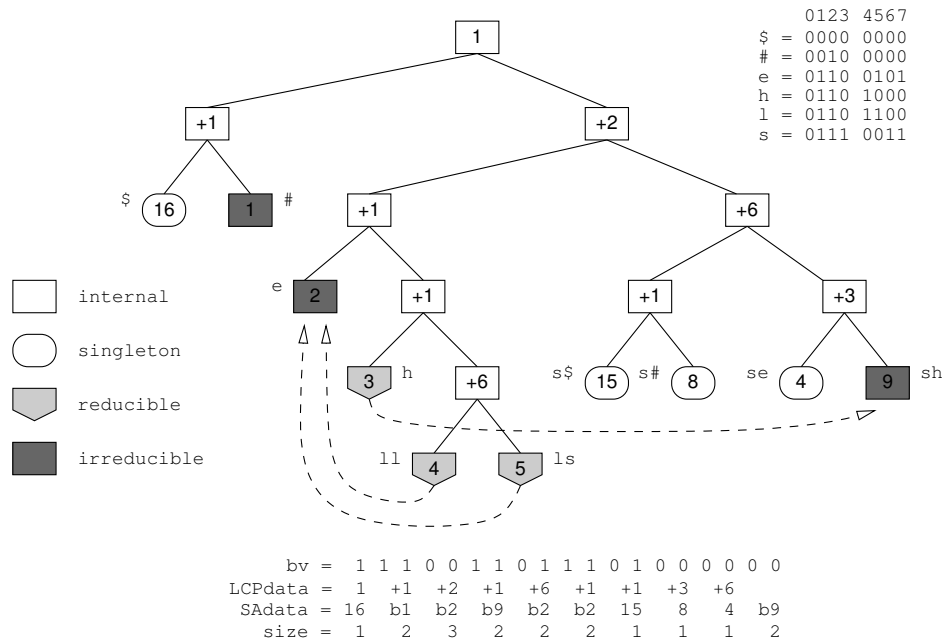 0123 4567
$ = 0000 0000
# = 0010 0000
e = 0110 0101
h = 0110 1000
l = 0110 1100
s = 0111 0011
1
+1 +2
$ 16 1 # +1 +6
e 2 +1 +1 +3
3 h +6 s$ 15 s# 8 se 4 9 sh
ll 4 5 ls
internal
singleton
reducible
irreducible
bv = 1 1 1 0 0 1 1 0 1 1 1 0 1 0 0 0 0 0 0
LCPdata = 1 +1 +2 +1 +6 +1 +1 +3 +6
SAdata = 16 b1 b2 b9 b2 b2 15 8 4 b9
size = 1 2 3 2 2 2 1 1 1 2